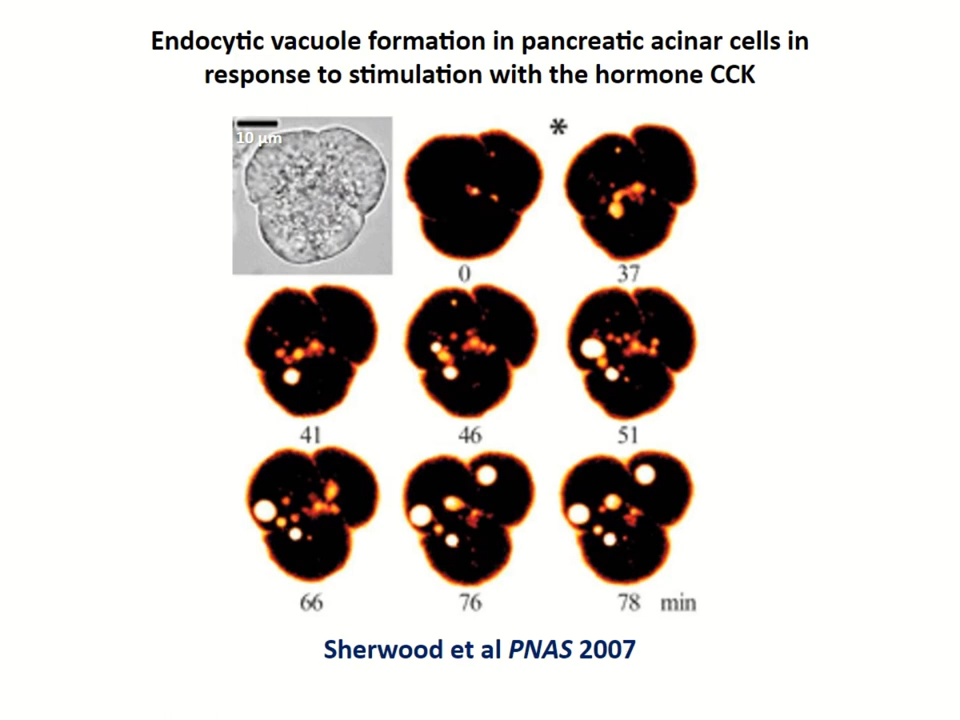 Endocytic vacuole formation in pancreatic acinar cells in
response to stimulation with the hormone CCK
10 µm
*
0
37
41
46
51
66
76
78 min
Sherwood et al PNAS 2007